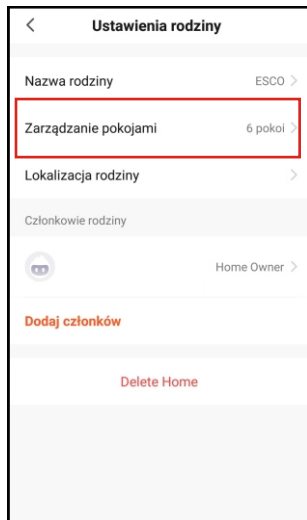 Ustawienia rodziny
Nazwa rodziny ESCO
Zarządzanie pokojami 6 pokoi
Lokalizacja rodziny
Członkowie rodziny
Home Owner
Dodaj członków
Delete Home